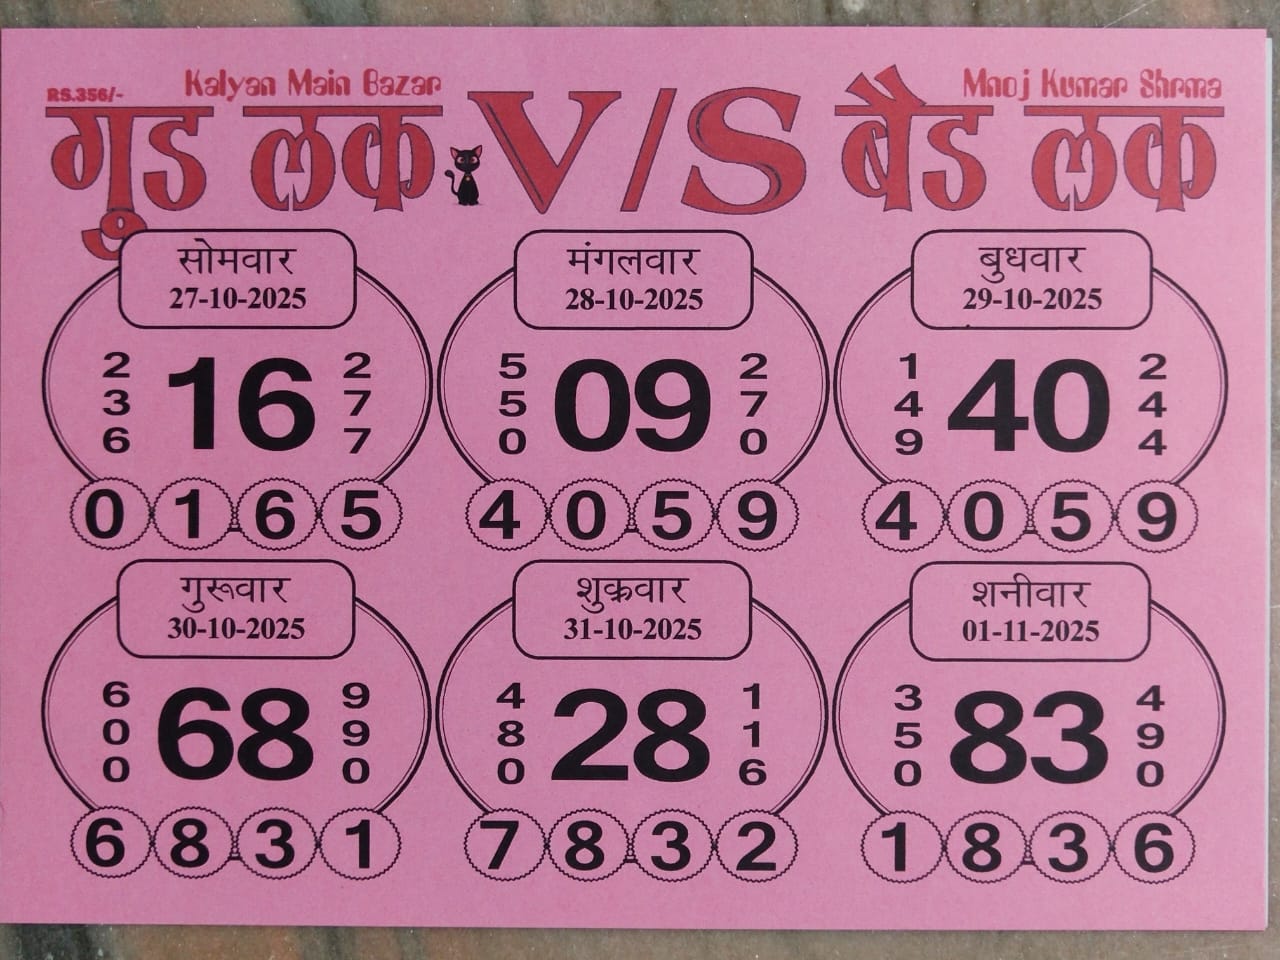 RS.356/- Kalyan Main Bazar Mnoj Kumar Shrma
गुड लक V/S बैड लक
सोमवार
27-10-2025
2 3 6
16
2 7 7
0 1 6 5
मंगलवार
28-10-2025
5 5 0
09
2 7 0
4 0 5 9
बुधवार
29-10-2025
1 4 9
40
2 4 4
4 0 5 9
गुरूवार
30-10-2025
6 0 0
68
9 9 0
6 8 3 1
शुक्रवार
31-10-2025
4 8 0
28
1 1 6
7 8 3 2
शनीवार
01-11-2025
3 5 0
83
4 9 0
1 8 3 6